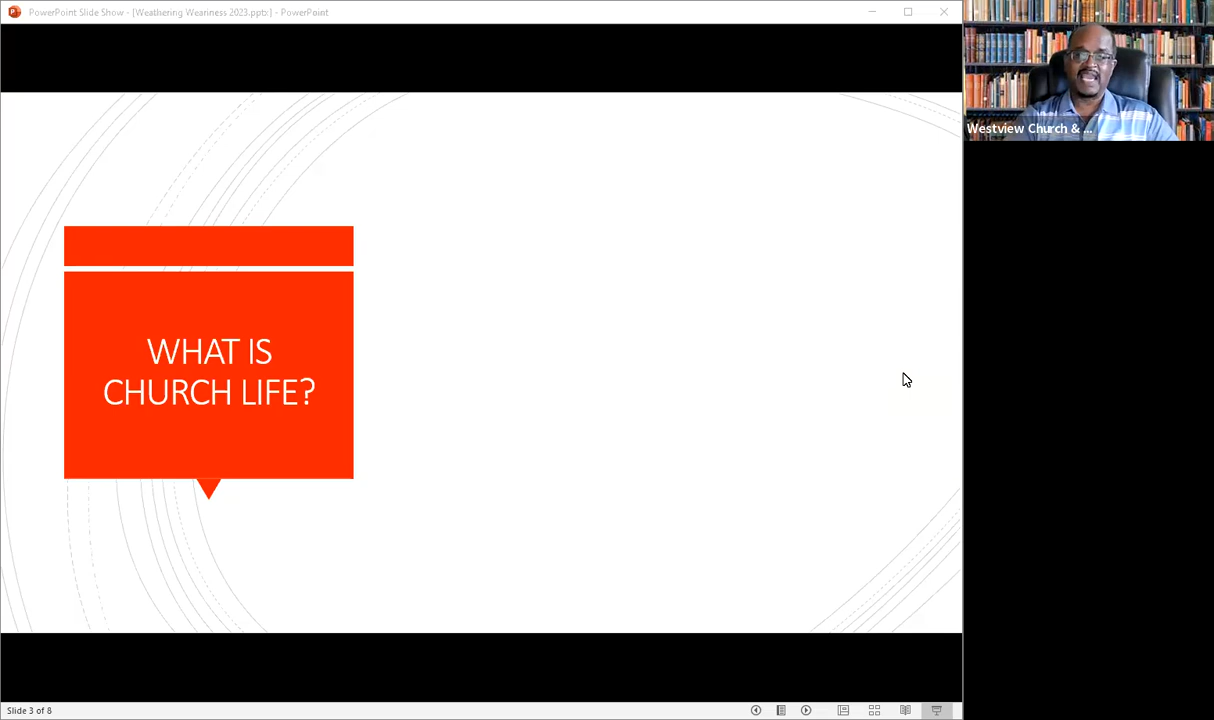 PowerPoint Slide Show - [Weathering Weariness 2023.pptx] - PowerPoint
Westview Church & ...
WHAT IS
CHURCH LIFE?
Slide 3 of 8